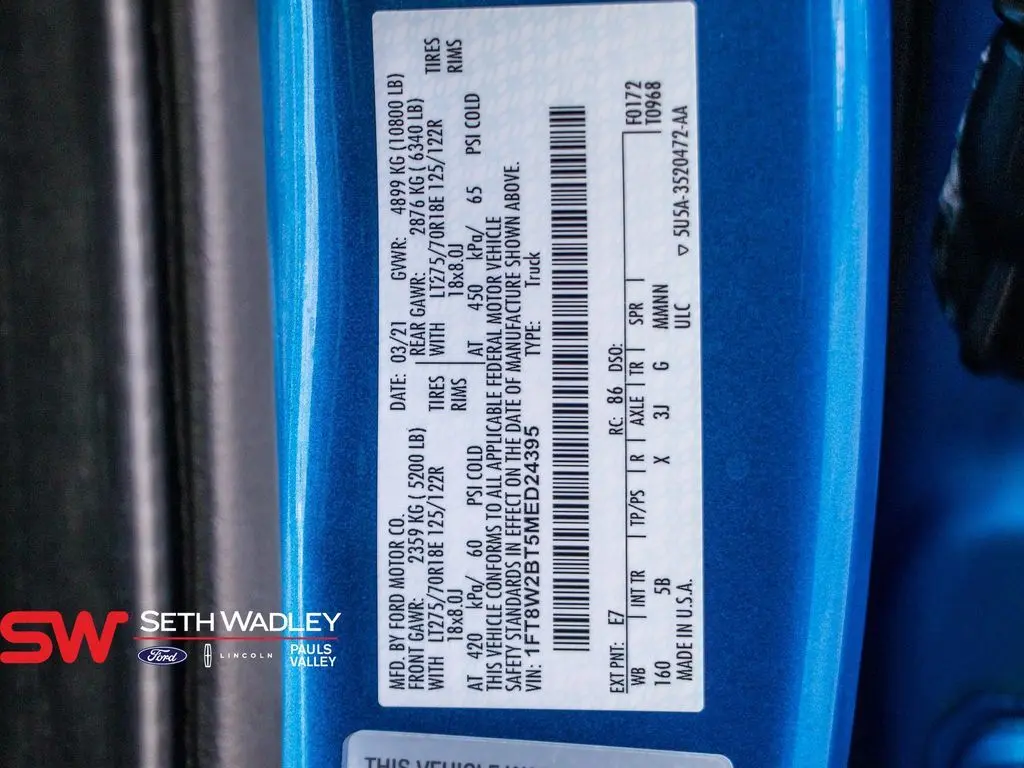 MFD. BY FORD MOTOR CO. DATE: 03/21 GVWR: 4899 KG (10800 LB)
FRONT GAWR: 2359 KG ( 5200 LB) REAR GAWR: 2876 KG ( 6340 LB)
WITH LT275/70R18E 125/122R TIRES WITH LT275/70R18E 125/122R TIRES
18x8.0J RIMS 18x8.0J RIMS
AT 420 kPa/ 60 PSI COLD AT 450 kPa/ 65 PSI COLD
THIS VEHICLE CONFORMS TO ALL APPLICABLE FEDERAL MOTOR VEHICLE
SAFETY STANDARDS IN EFFECT ON THE DATE OF MANUFACTURE SHOWN ABOVE.
VIN: 1FT8W2BT5MED24395 TYPE: Truck
EXT PNT: E7 RC: 86 DSO: F0172
WB INT TR TP/PS R AXLE TR SPR T0968
160 5B X 3J G MMNNN
MADE IN U.S.A. ULC ▽ 5U5A-3520472-AA
SW SETH WADLEY
Ford LINCOLN PAULS
VALLEY